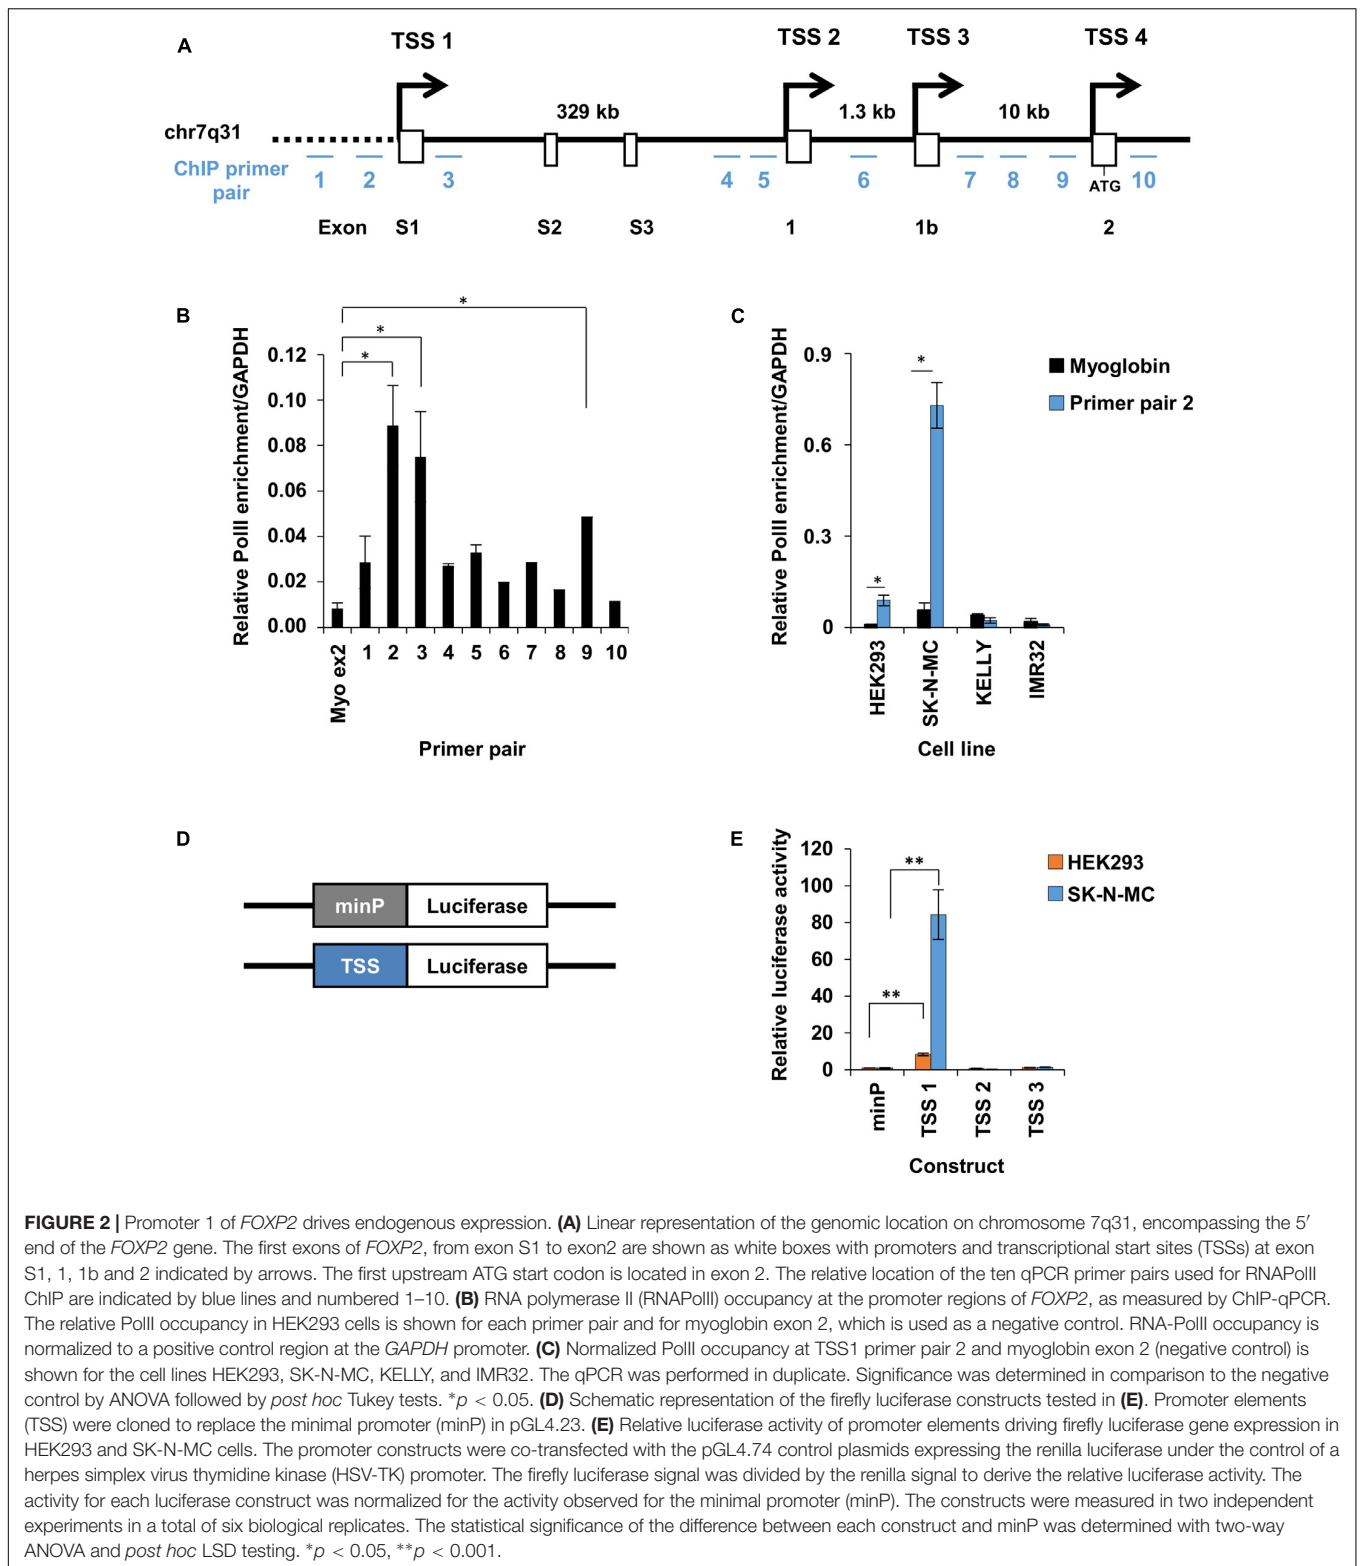 A
TSS 1
TSS 2
TSS 3
TSS 4
329 kb
1.3 kb
10 kb
chr7q31
ChIP primer
pair
1
2
3
4
5
6
7
8
9
10
ATG
Exon
S1
S2
S3
1
1b
2
B
Relative PolII enrichment/GAPDH
0.12
0.10
0.08
0.06
0.04
0.02
0.00
*
*
*
Myo ex2
1
2
3
4
5
6
7
8
9
10
Primer pair
C
Relative PolII enrichment/GAPDH
0.9
0.6
0.3
0
*
*
Myoglobin
Primer pair 2
HEK293
SK-N-MC
KELLY
IMR32
Cell line
D
minP
Luciferase
TSS
Luciferase
E
Relative luciferase activity
120
100
80
60
40
20
0
**
**
HEK293
SK-N-MC
minP
TSS 1
TSS 2
TSS 3
Construct
FIGURE 2 | Promoter 1 of FOXP2 drives endogenous expression. (A) Linear representation of the genomic location on chromosome 7q31, encompassing the 5′
end of the FOXP2 gene. The first exons of FOXP2, from exon S1 to exon2 are shown as white boxes with promoters and transcriptional start sites (TSSs) at exon
S1, 1, 1b and 2 indicated by arrows. The first upstream ATG start codon is located in exon 2. The relative location of the ten qPCR primer pairs used for RNAPolII
ChIP are indicated by blue lines and numbered 1–10. (B) RNA polymerase II (RNAPolII) occupancy at the promoter regions of FOXP2, as measured by ChIP-qPCR.
The relative PolII occupancy in HEK293 cells is shown for each primer pair and for myoglobin exon 2, which is used as a negative control. RNA-PolII occupancy is
normalized to a positive control region at the GAPDH promoter. (C) Normalized PolII occupancy at TSS1 primer pair 2 and myoglobin exon 2 (negative control) is
shown for the cell lines HEK293, SK-N-MC, KELLY, and IMR32. The qPCR was performed in duplicate. Significance was determined in comparison to the negative
control by ANOVA followed by post hoc Tukey tests. *p < 0.05. (D) Schematic representation of the firefly luciferase constructs tested in (E). Promoter elements
(TSS) were cloned to replace the minimal promoter (minP) in pGL4.23. (E) Relative luciferase activity of promoter elements driving firefly luciferase gene expression in
HEK293 and SK-N-MC cells. The promoter constructs were co-transfected with the pGL4.74 control plasmids expressing the renilla luciferase under the control of a
herpes simplex virus thymidine kinase (HSV-TK) promoter. The firefly luciferase signal was divided by the renilla signal to derive the relative luciferase activity. The
activity for each luciferase construct was normalized for the activity observed for the minimal promoter (minP). The constructs were measured in two independent
experiments in a total of six biological replicates. The statistical significance of the difference between each construct and minP was determined with two-way
ANOVA and post hoc LSD testing. *p < 0.05, **p < 0.001.